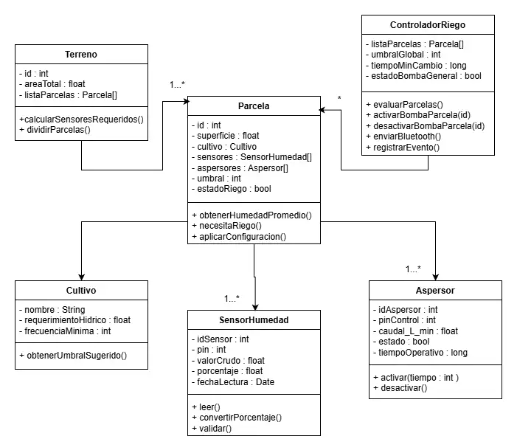 Terreno
- id : int
- areaTotal : float
- listaParcelas : Parcela[]
+calcularSensoresRequeridos()
+ dividirParcelas()
1...*
ControladorRiego
- listaParcelas : Parcela[]
- umbralGlobal : int
- tiempoMinCambio : long
- estadoBombaGeneral : bool
+ evaluarParcelas()
+ activarBombaParcela(id)
+ desactivarBombaParcela(id)
+ enviarBluetooth()
+ registrarEvento()
*
Parcela
- id : int
- superficie : float
- cultivo : Cultivo
- sensores : SensorHumedad[]
- aspersores : Aspersor[]
- umbral : int
- estadoRiego : bool
+ obtenerHumedadPromedio()
+ necesitaRiego()
+ aplicarConfiguracion()
Cultivo
- nombre : String
- requerimientoHidrico : float
- frecuenciaMinima : int
+ obtenerUmbralSugerido()
1...*
SensorHumedad
- idSensor : int
- pin : int
- valorCrudo : float
- porcentaje : float
- fechaLectura : Date
+ leer()
+ convertirPorcentaje()
+ validar()
1...*
Aspersor
- idAspersor : int
- pinControl : int
- caudal_L_min : float
- estado : bool
- tiempoOperativo : long
+ activar(tiempo : int )
+ desactivar()